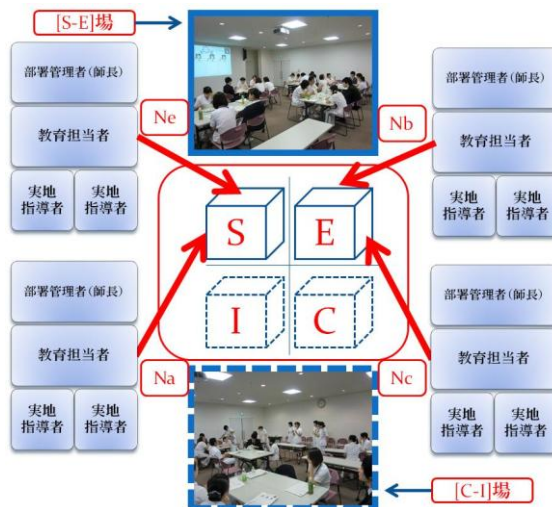 [S-E]場
部署管理者(師長)
教育担当者
実地
指導者
実地
指導者
Ne
部署管理者(師長)
教育担当者
実地
指導者
実地
指導者
Nb
S
E
I
C
部署管理者(師長)
教育担当者
実地
指導者
実地
指導者
Na
部署管理者(師長)
教育担当者
実地
指導者
実地
指導者
Nc
[C-I]場